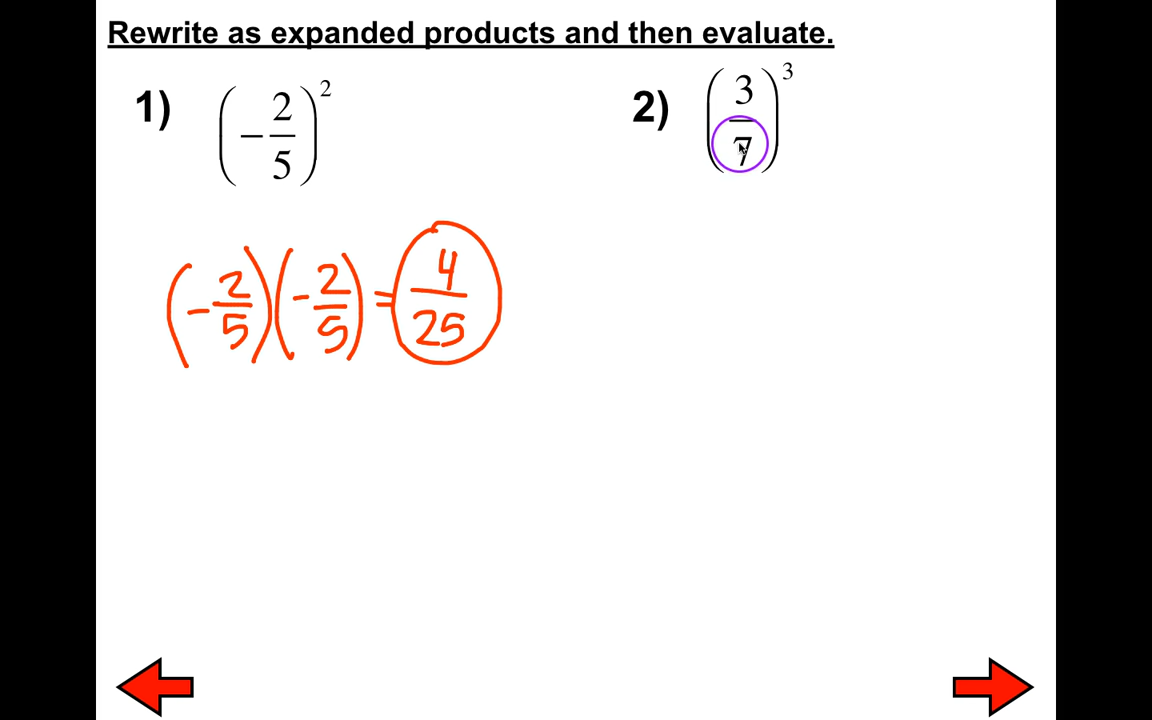 Rewrite as expanded products and then evaluate.
1) (-2/5)^2
2) (3/7)^3
(-2/5)(-2/5) = 4/25